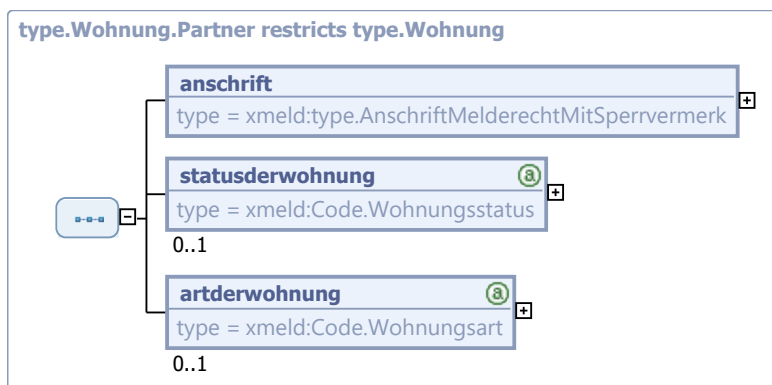 type.Wohnung.Partner restricts type.Wohnung
anschrift
type = xmeld:type.AnschriftMelderechtMitSperrvermerk
statusderwohnung a
type = xmeld:Code.Wohnungsstatus
0..1
artderwohnung a
type = xmeld:Code.Wohnungsart
0..1